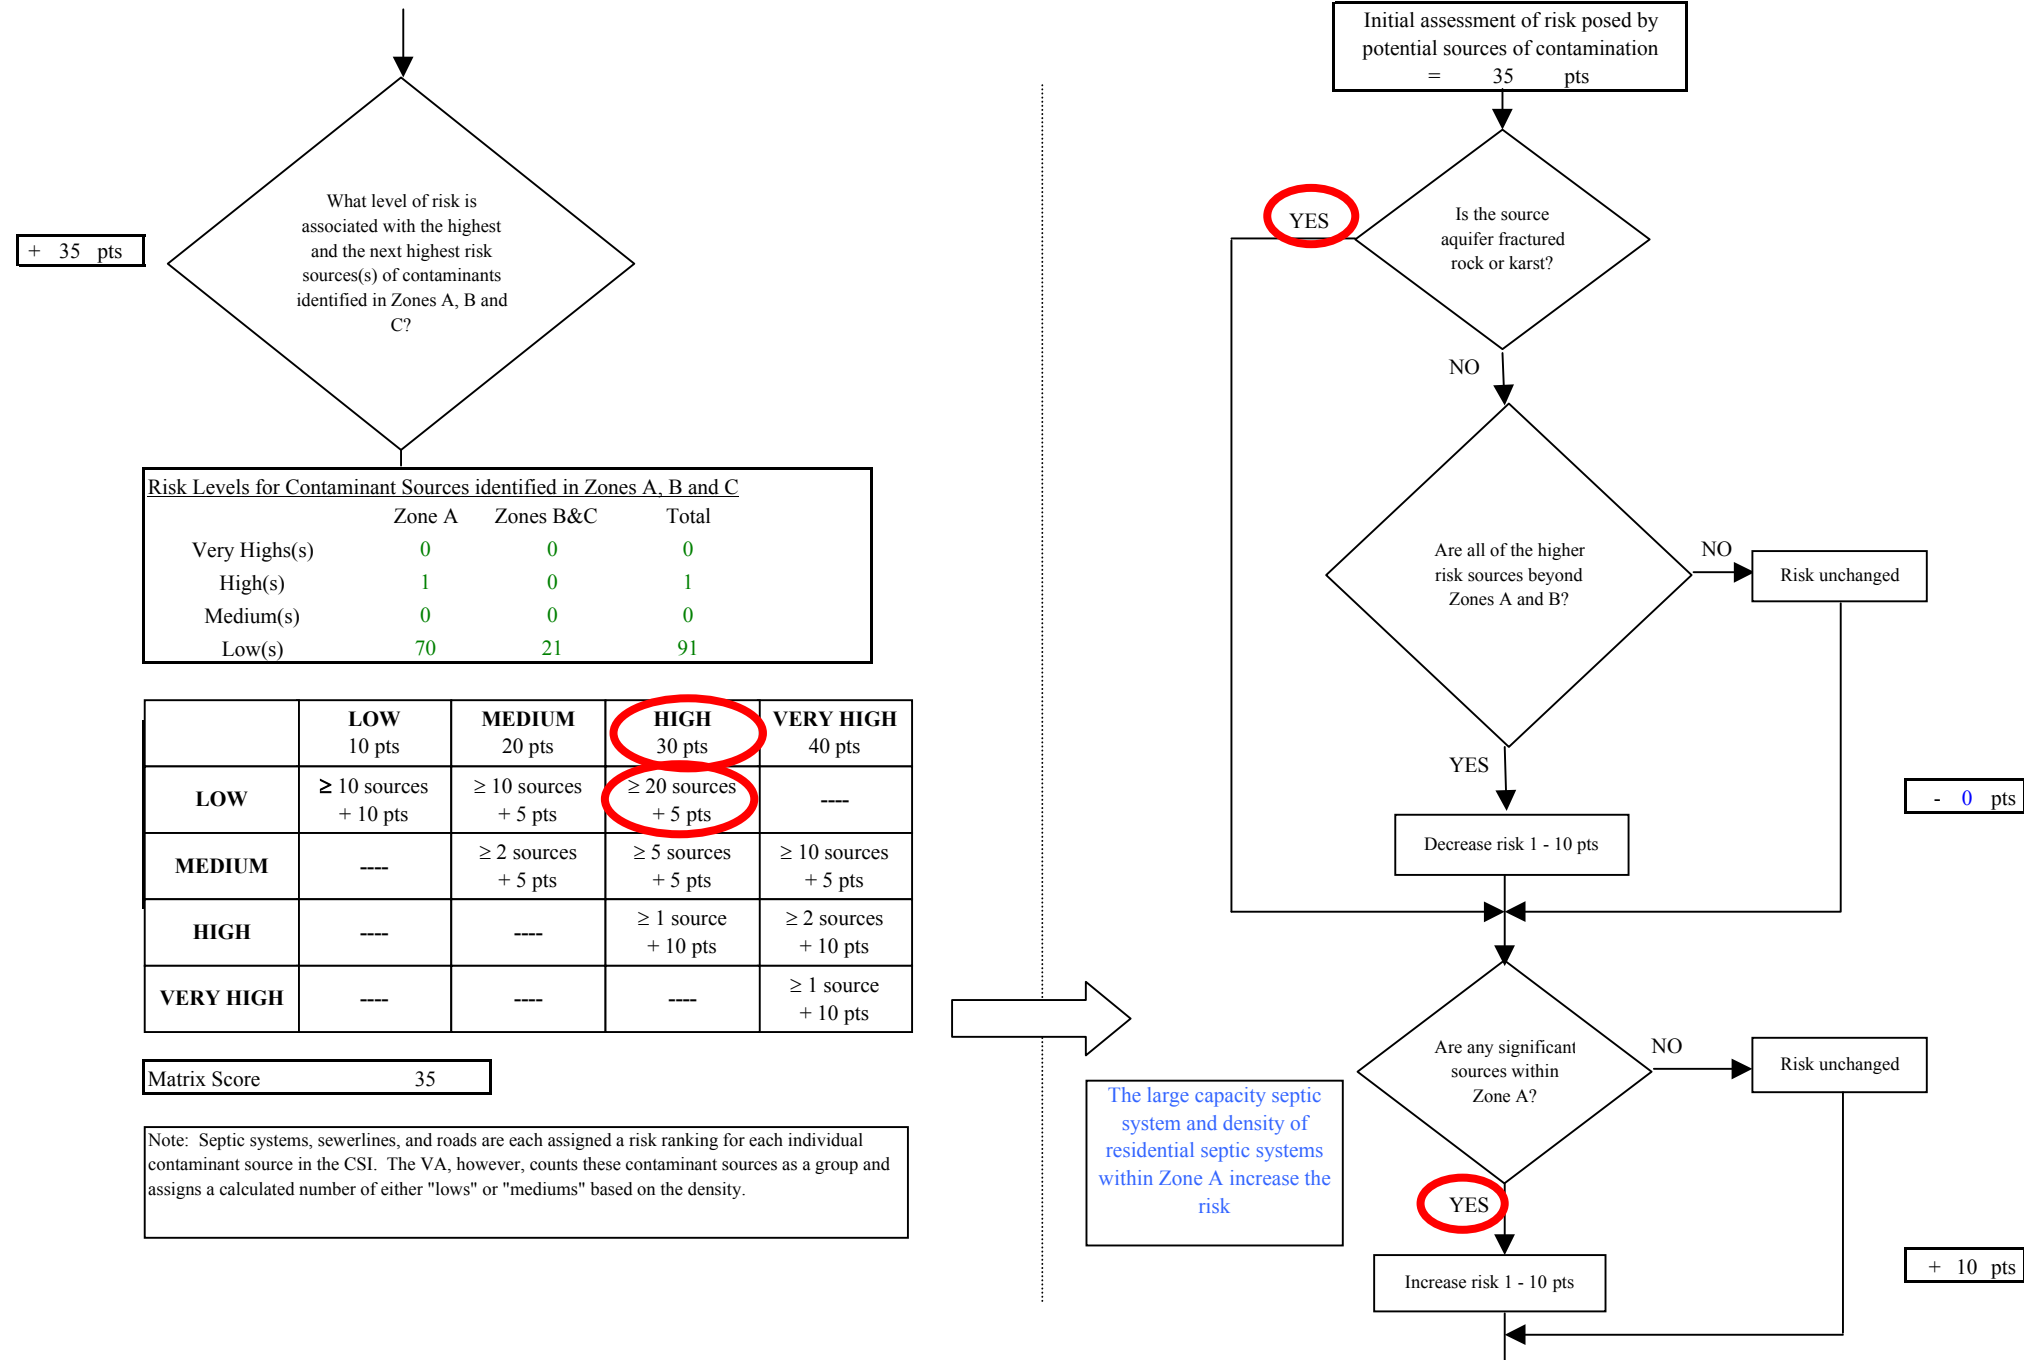 + 35 pts
What level of risk is
associated with the highest
and the next highest risk
sources(s) of contaminants
identified in Zones A, B and
C?
Risk Levels for Contaminant Sources identified in Zones A, B and C
Zone A Zones B&C Total
Very Highs(s) 0 0 0
High(s) 1 0 1
Medium(s) 0 0 0
Low(s) 70 21 91
LOW MEDIUM HIGH VERY HIGH
10 pts 20 pts 30 pts 40 pts
LOW ≥ 10 sources ≥ 10 sources ≥ 20 sources ----
+ 10 pts + 5 pts + 5 pts
MEDIUM ---- ≥ 2 sources ≥ 5 sources ≥ 10 sources
+ 5 pts + 5 pts + 5 pts
HIGH ---- ---- ≥ 1 source ≥ 2 sources
+ 10 pts + 10 pts
VERY HIGH ---- ---- ---- ≥ 1 source
+ 10 pts
Matrix Score 35
Note: Septic systems, sewerlines, and roads are each assigned a risk ranking for each individual
contaminant source in the CSI. The VA, however, counts these contaminant sources as a group and
assigns a calculated number of either "lows" or "mediums" based on the density.
Initial assessment of risk posed by
potential sources of contamination
= 35 pts
YES
Is the source
aquifer fractured
rock or karst?
NO
Are all of the higher
risk sources beyond
Zones A and B?
NO
Risk unchanged
YES
- 0 pts
Decrease risk 1 - 10 pts
Are any significant
sources within
Zone A?
NO
Risk unchanged
The large capacity septic
system and density of
residential septic systems
within Zone A increase the
risk
YES
+ 10 pts
Increase risk 1 - 10 pts